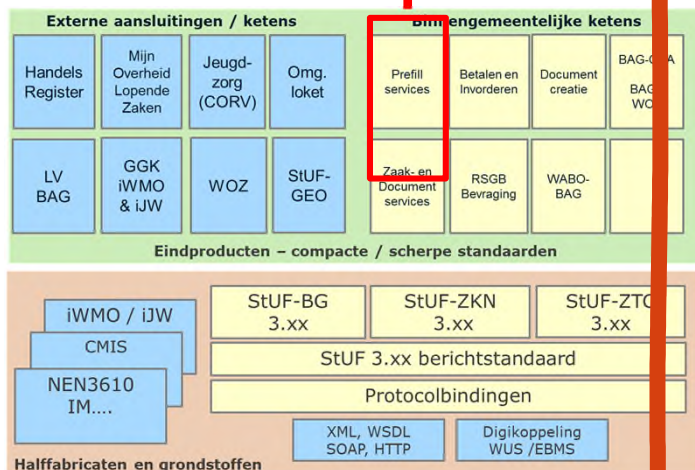 Externe aansluitingen / ketens
Handels
Register
Mijn
Overheid
Lopende
Zaken
Jeugd-
zorg
(CORV)
Omg.
loket
LV
BAG
GGK
iWMO
& iJW
WOZ
StUF-
GEO
ketens
Prefill
services
Betalen en
Invorderen
Document
creatie
Zaak- en
Document
services
RSGB
Bevraging
WABO-
BAG
Eindproducten – compacte / scherpe standaarden
iWMO / iJW
CMIS
NEN3610
IM....
StUF-BG
3.xx
StUF-ZKN
3.xx
3.xx
StUF 3.xx berichtstandaard
Protocolbindingen
XML, WSDL
SOAP, HTTP
Digikoppeling
WUS /EBMS
Halffabricaten en grondstoffen